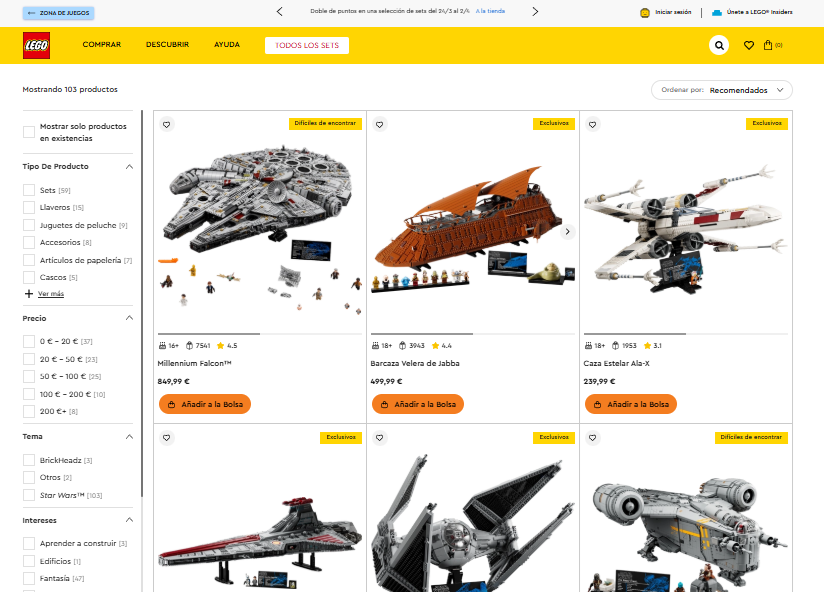 ZONA DE JUEGOS
Doble de puntos en una selección de sets del 24/3 al 2/4
A la tienda
Iniciar sesión
Únete a LEGO® Insiders
LEGO
COMPRAR
DESCUBRIR
AYUDA
TODOS LOS SETS
(0)
Mostrando 103 productos
Ordenar por: Recomendados
Mostrar solo productos
en existencias
Tipo De Producto
Sets [59]
Llaveros [15]
Juguetes de peluche [9]
Accesorios [8]
Artículos de papelería [7]
Cascos [5]
Ver más
Precio
0 € - 20 € [37]
20 € - 50 € [23]
50 € - 100 € [25]
100 € - 200 € [10]
200 €+ [8]
Tema
BrickHeadz [3]
Otros [2]
Star Wars™ [103]
Intereses
Aprender a construir [3]
Edificios [1]
Fantasía [47]
Difíciles de encontrar
16+ 7541 4.5
Millennium Falcon™
849,99 €
Añadir a la Bolsa
Exclusivos
18+ 3943 4.4
Barcaza Velera de Jabba
499,99 €
Añadir a la Bolsa
Exclusivos
18+ 1953 3.1
Caza Estelar Ala-X
239,99 €
Añadir a la Bolsa
Exclusivos
Exclusivos
Difíciles de encontrar